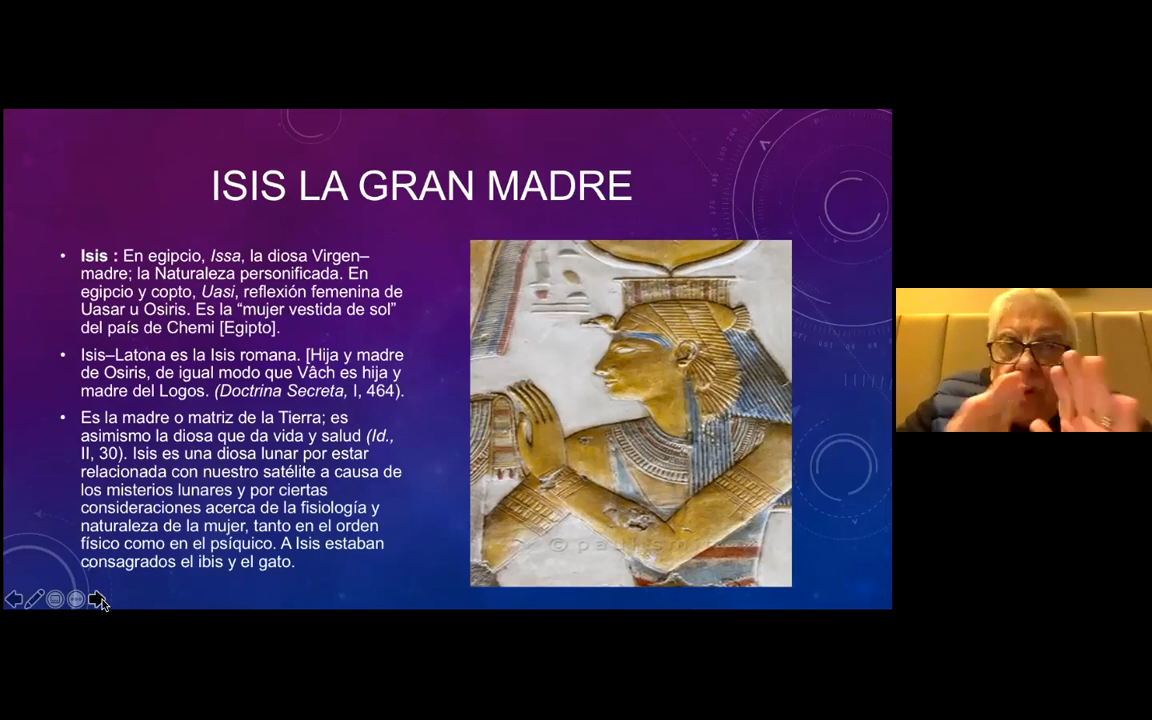 ISIS LA GRAN MADRE
• Isis : En egipcio, Issa, la diosa Virgen–
madre; la Naturaleza personificada. En
egipcio y copto, Uasi, reflexión femenina de
Uasar u Osiris. Es la “mujer vestida de sol”
del país de Chemi [Egipto].
• Isis–Latona es la Isis romana. [Hija y madre
de Osiris, de igual modo que Vâch es hija y
madre del Logos. (Doctrina Secreta, I, 464).
• Es la madre o matriz de la Tierra; es
asimismo la diosa que da vida y salud (Id.,
II, 30). Isis es una diosa lunar por estar
relacionada con nuestro satélite a causa de
los misterios lunares y por ciertas
consideraciones acerca de la fisiología y
naturaleza de la mujer, tanto en el orden
físico como en el psíquico. A Isis estaban
consagrados el ibis y el gato.